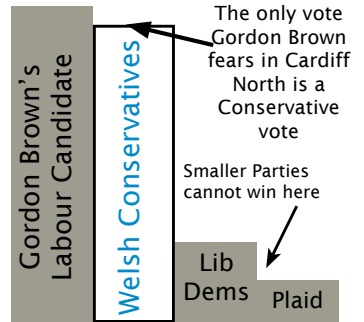 The only vote
Gordon Brown
fears in Cardiff
North is a
Conservative
vote
Gordon Brown's
Labour Candidate
Welsh Conservatives
Smaller Parties
cannot win here
Lib
Dems
Plaid